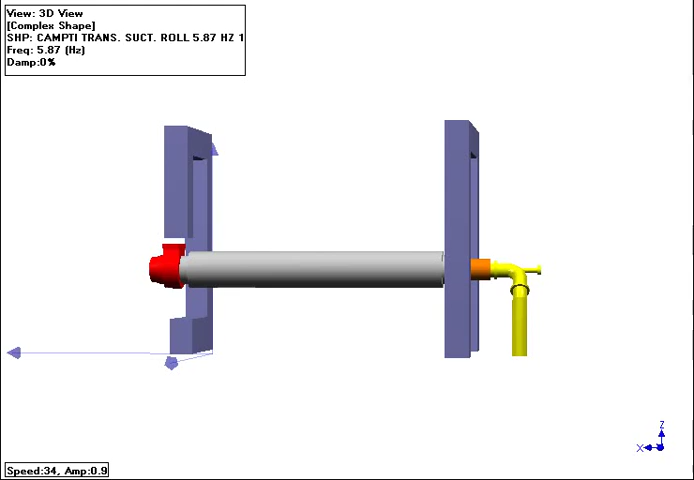 View: 3D View
[Complex Shape]
SHP: CAMPTI TRANS. SUCT. ROLL 5.87 HZ 1
Freq: 5.87 (Hz)
Damp:0%
Z
X
Speed:34, Amp:0.9